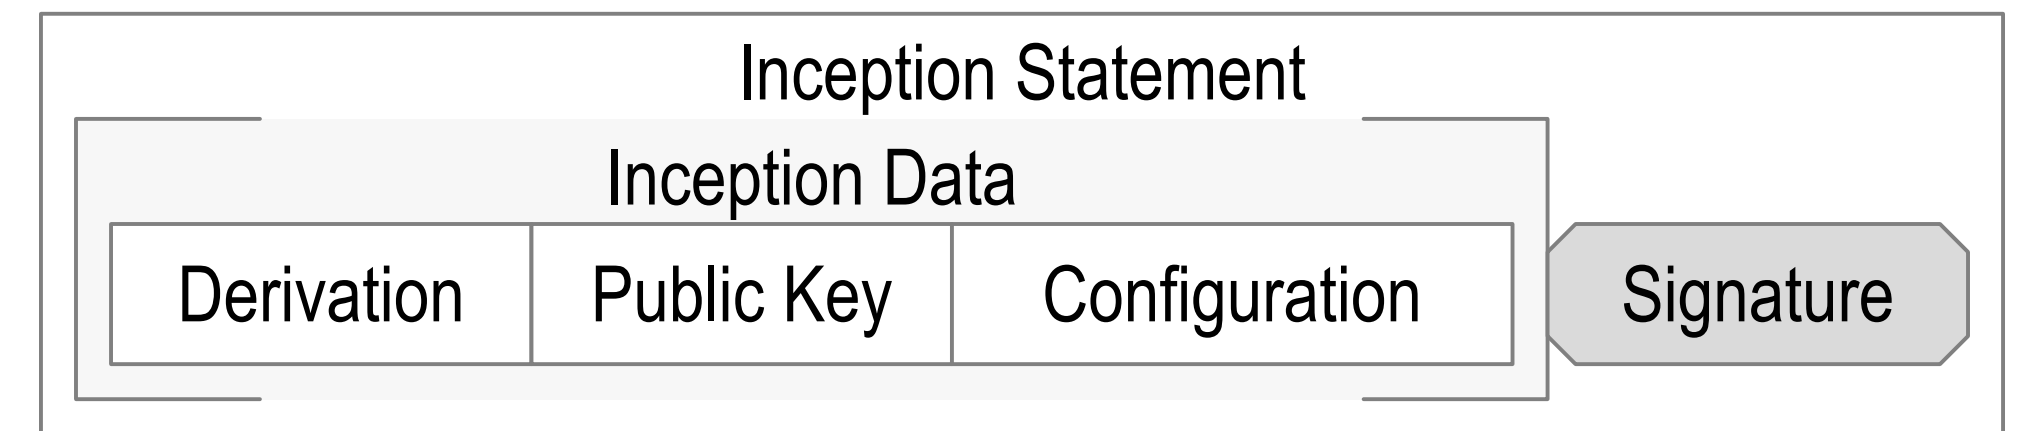 Inception Statement
Inception Data
Derivation Public Key Configuration Signature